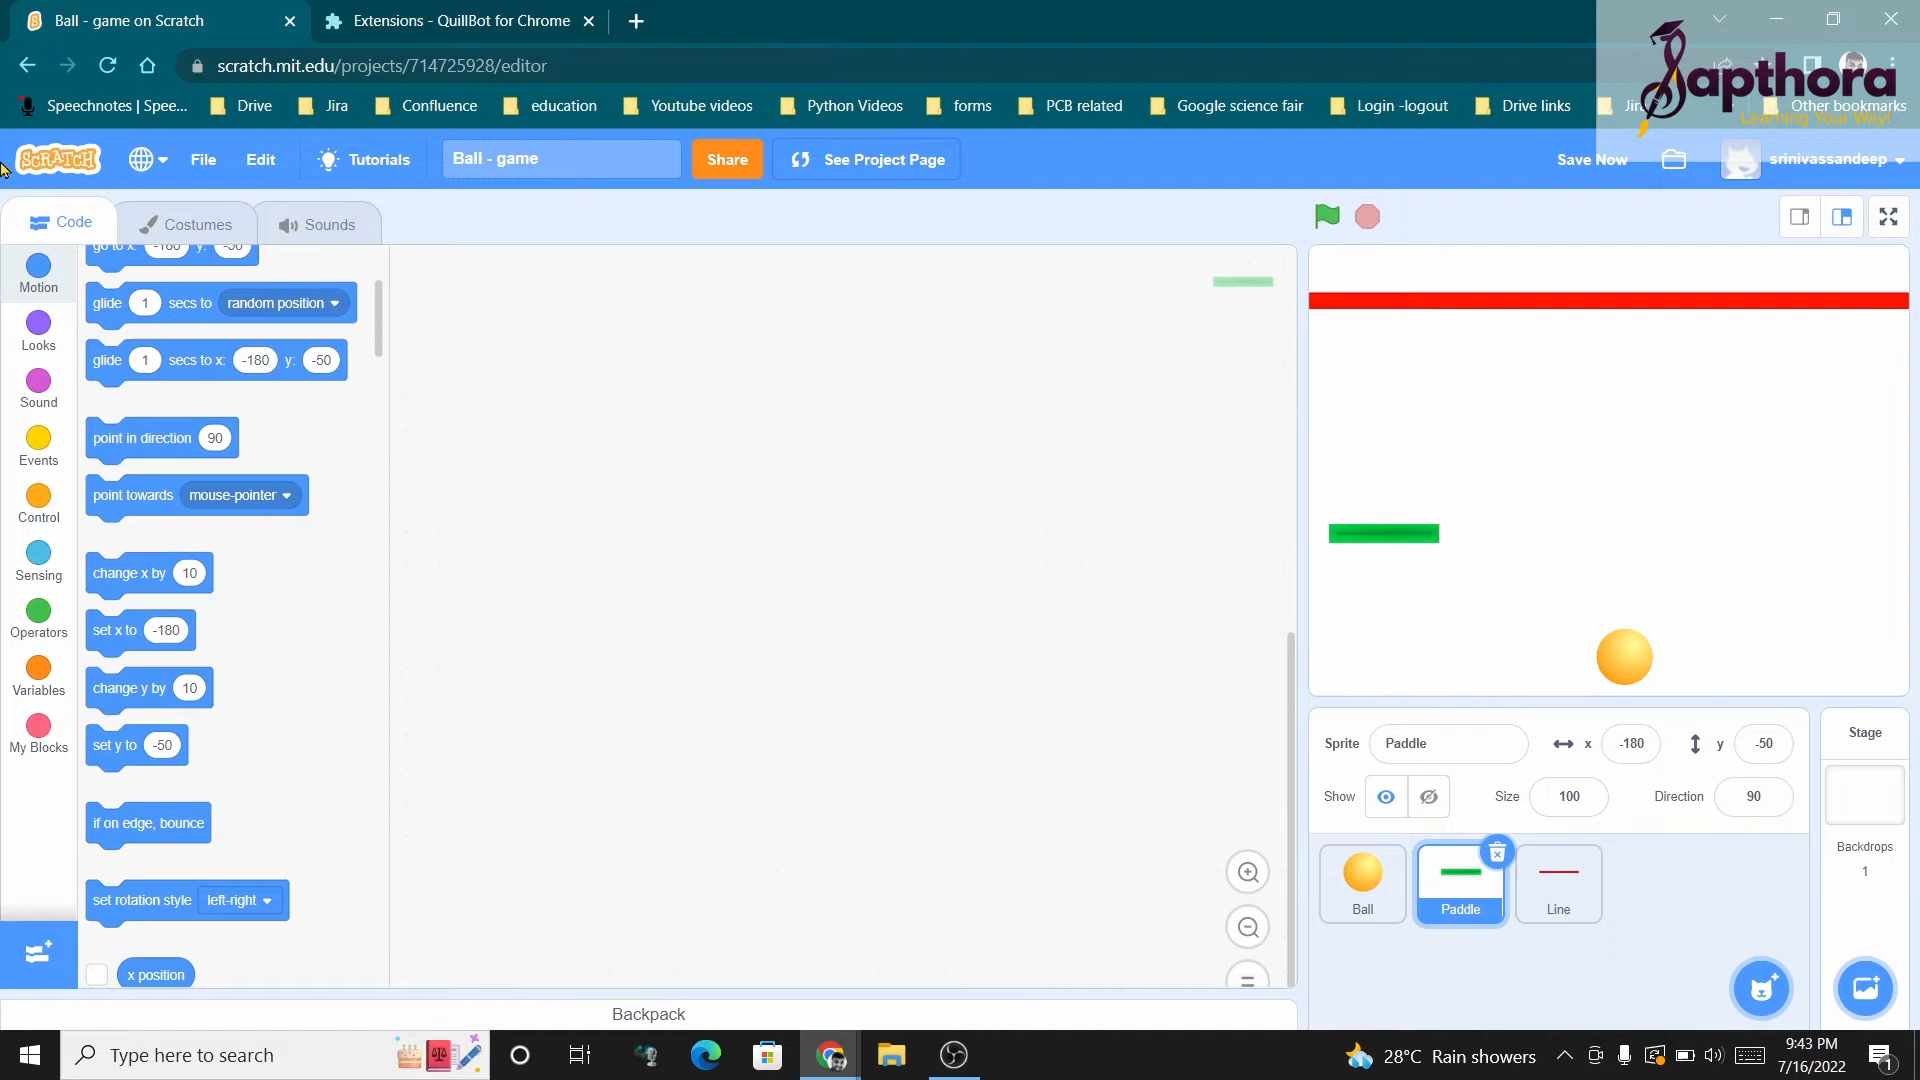 Ball - game on Scratch
Extensions - QuillBot for Chrome
scratch.mit.edu/projects/714725928/editor
Speechnotes | Spee... Drive Jira Confluence education Youtube videos Python Videos forms PCB related Google science fair Login -logout Drive links Other bookmarks
Sapthora
Learning Your Way!
SCRATCH File Edit Tutorials Ball - game Share See Project Page Save Now srinivassandeep
Code Costumes Sounds
Motion
Looks
Sound
Events
Control
Sensing
Operators
Variables
My Blocks
go to x: -180 y: -50
glide 1 secs to random position
glide 1 secs to x: -180 y: -50
point in direction 90
point towards mouse-pointer
change x by 10
set x to -180
change y by 10
set y to -50
if on edge, bounce
set rotation style left-right
x position
Backpack
Sprite Paddle x -180 y -50
Show Size 100 Direction 90
Ball Paddle Line
Stage
Backdrops
1
Type here to search
28°C Rain showers
9:43 PM
7/16/2022
1